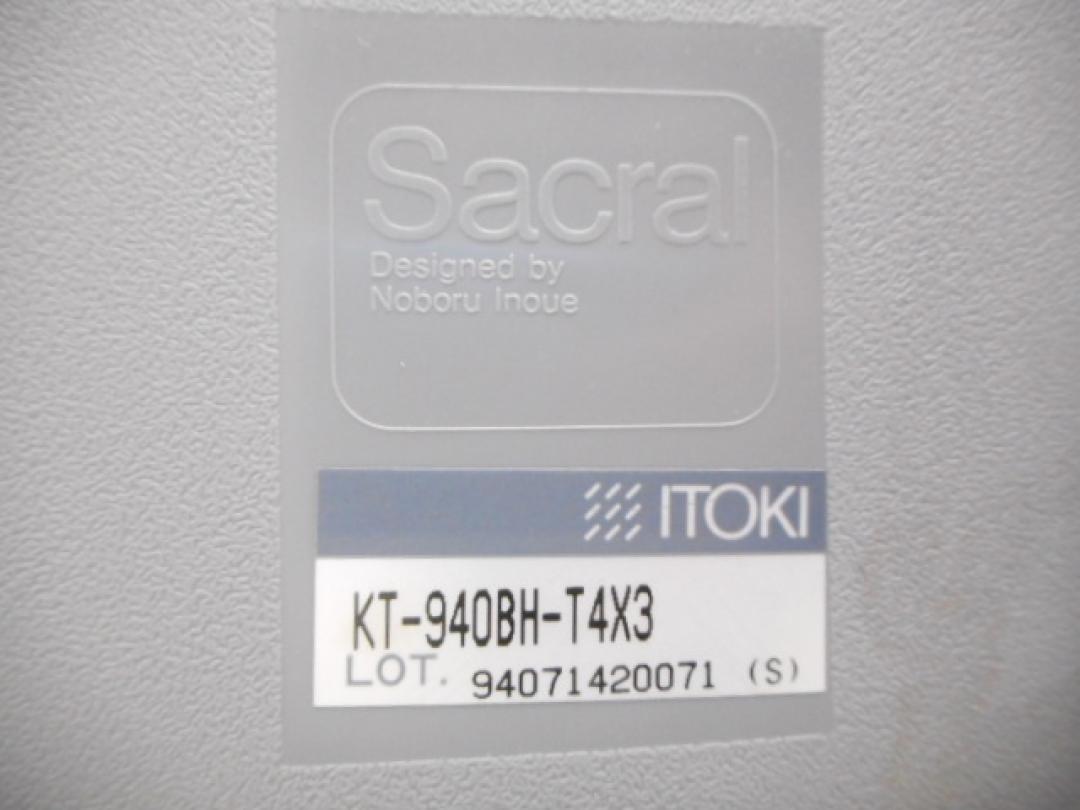 Sacral
Designed by
Noboru Inoue
ITOKI
KT-940BH-T4X3
LOT. 94071420071 (S)